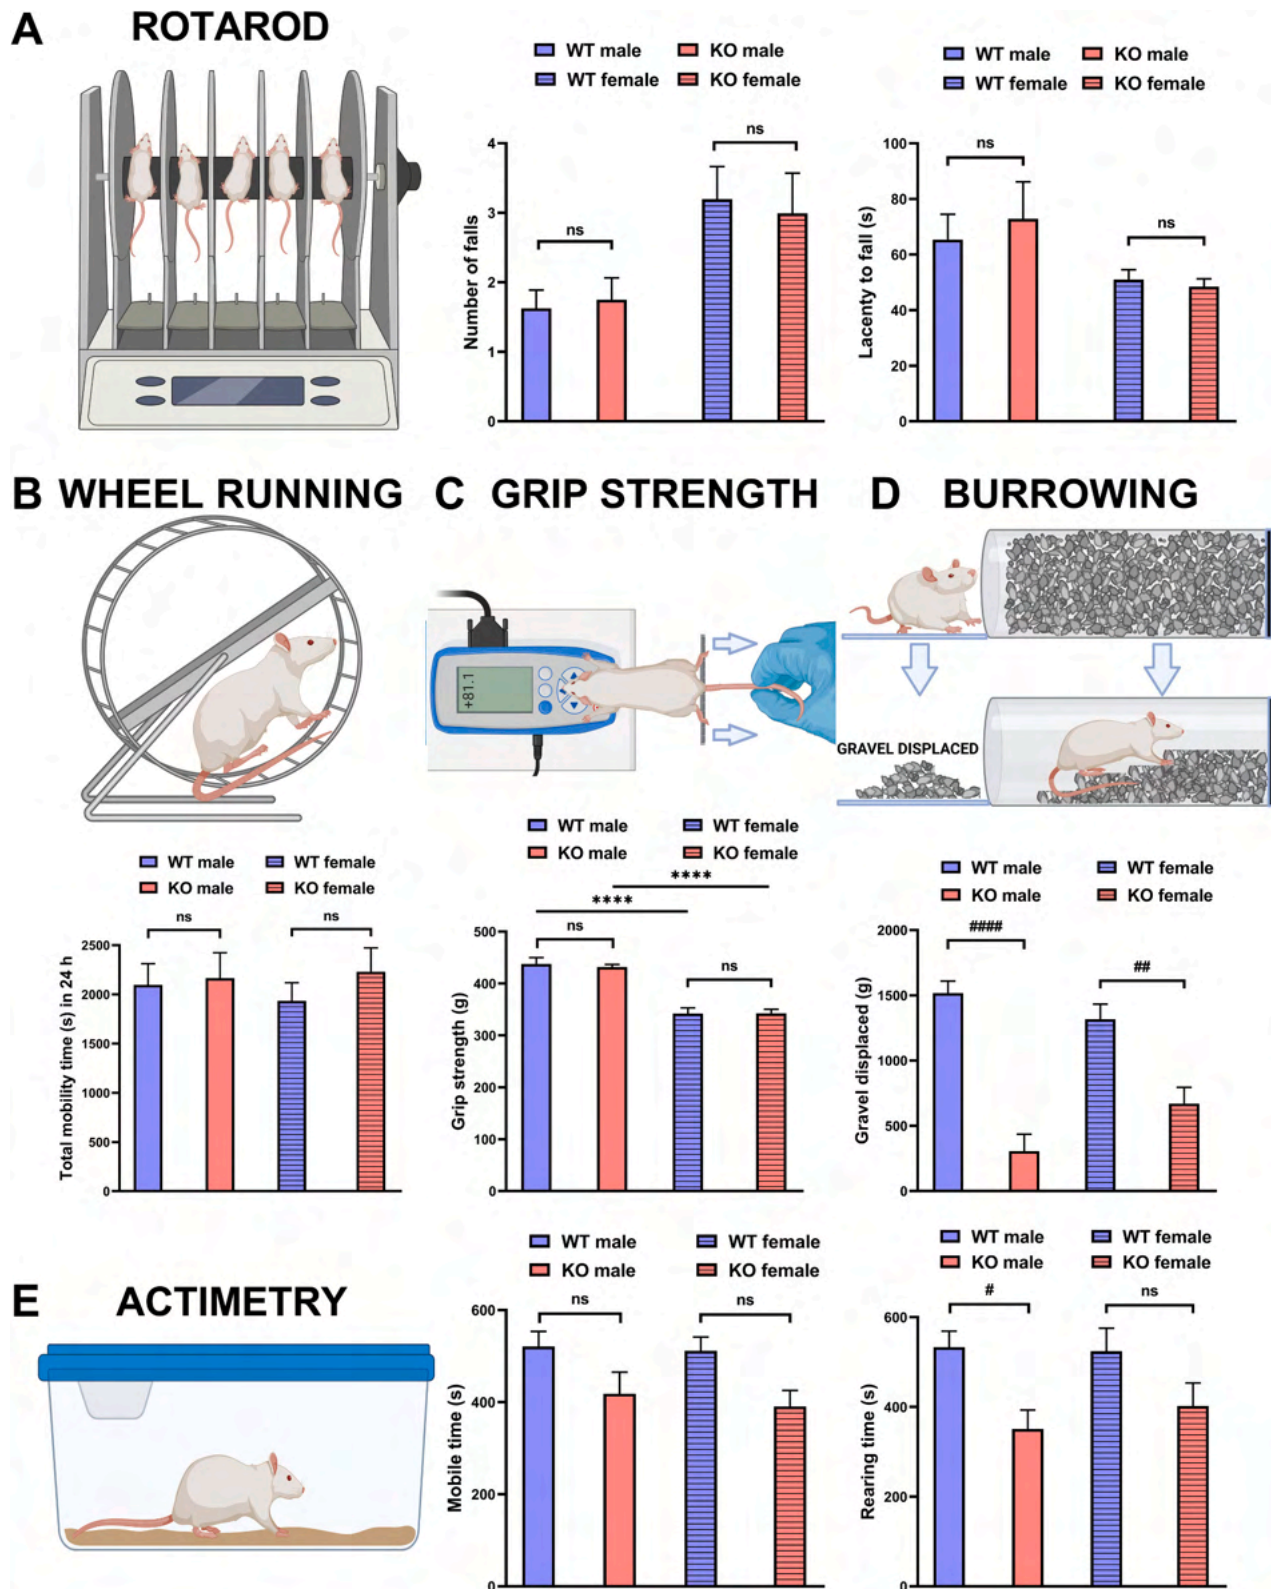 A ROTAROD
WT male KO male
WT female KO female
ns
ns
4
3
2
1
0
Number of falls
WT male KO male
WT female KO female
ns
ns
100
80
60
40
20
0
Lacenty to fall (s)
B WHEEL RUNNING
WT male WT female
KO male KO female
ns
ns
2500
2000
1500
1000
500
0
Total mobility time (s) in 24 h
C GRIP STRENGTH
+81.1
WT male WT female
KO male KO female
****
****
ns
ns
500
400
300
200
100
0
Grip strength (g)
D BURROWING
GRAVEL DISPLACED
WT male WT female
KO male KO female
####
##
2000
1500
1000
500
0
Gravel displaced (g)
E ACTIMETRY
WT male WT female
KO male KO female
ns
ns
600
400
200
0
Mobile time (s)
WT male WT female
KO male KO female
#
ns
600
400
200
0
Rearing time (s)